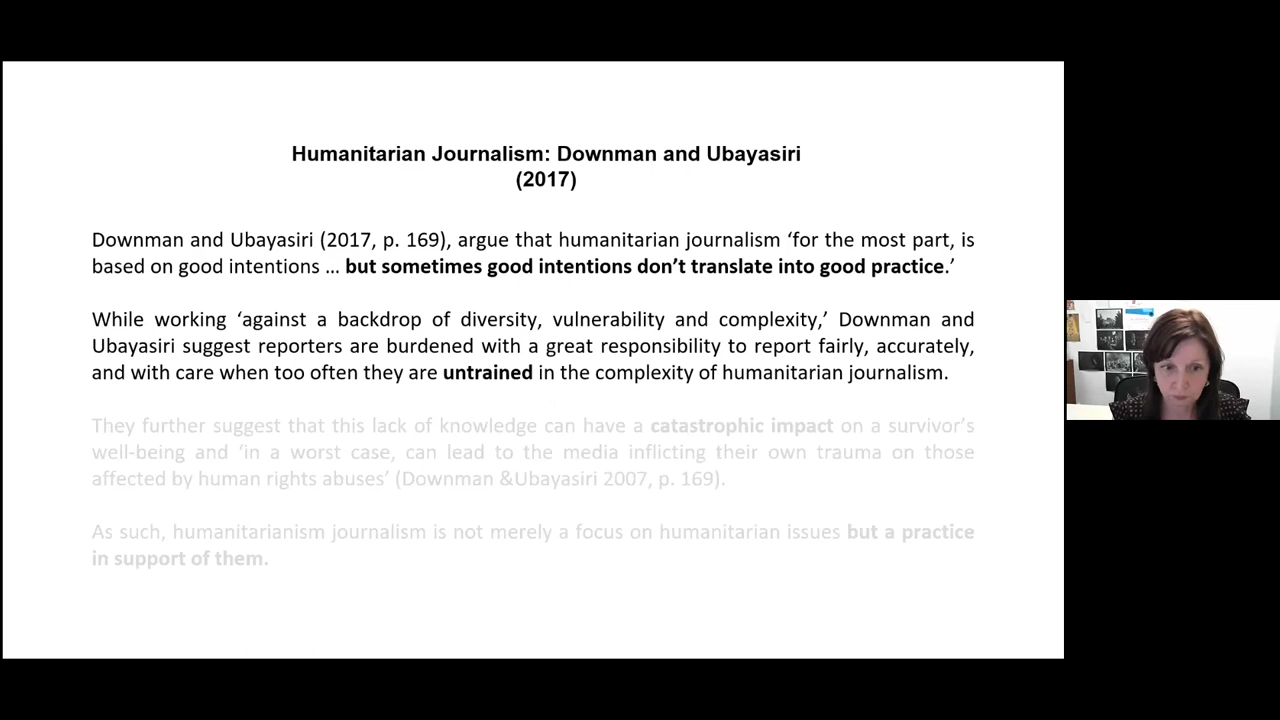 Humanitarian Journalism: Downman and Ubayasiri
(2017)
Downman and Ubayasiri (2017, p. 169), argue that humanitarian journalism ‘for the most part, is
based on good intentions ... but sometimes good intentions don’t translate into good practice.’
While working ‘against a backdrop of diversity, vulnerability and complexity,’ Downman and
Ubayasiri suggest reporters are burdened with a great responsibility to report fairly, accurately,
and with care when too often they are untrained in the complexity of humanitarian journalism.
They further suggest that this lack of knowledge can have a catastrophic impact on a survivor’s
well-being and ‘in a worst case, can lead to the media inflicting their own trauma on those
affected by human rights abuses’ (Downman &Ubayasiri 2007, p. 169).
As such, humanitarianism journalism is not merely a focus on humanitarian issues but a practice
in support of them.